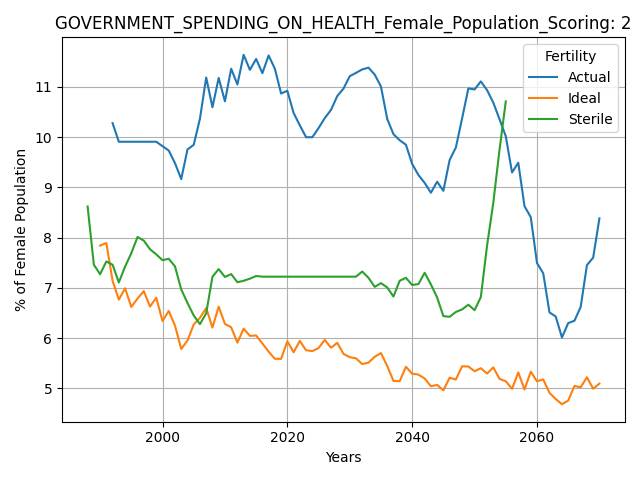 GOVERNMENT_SPENDING_ON_HEALTH_Female_Population_Scoring: 2
Fertility
Actual
Ideal
Sterile
% of Female Population
11
10
9
8
7
6
5
2000 2020 2040 2060
Years